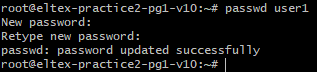 root@eltex-practice2-pg1-v10:~# passwd user1
New password:
Retype new password:
passwd: password updated successfully
root@eltex-practice2-pg1-v10:~#